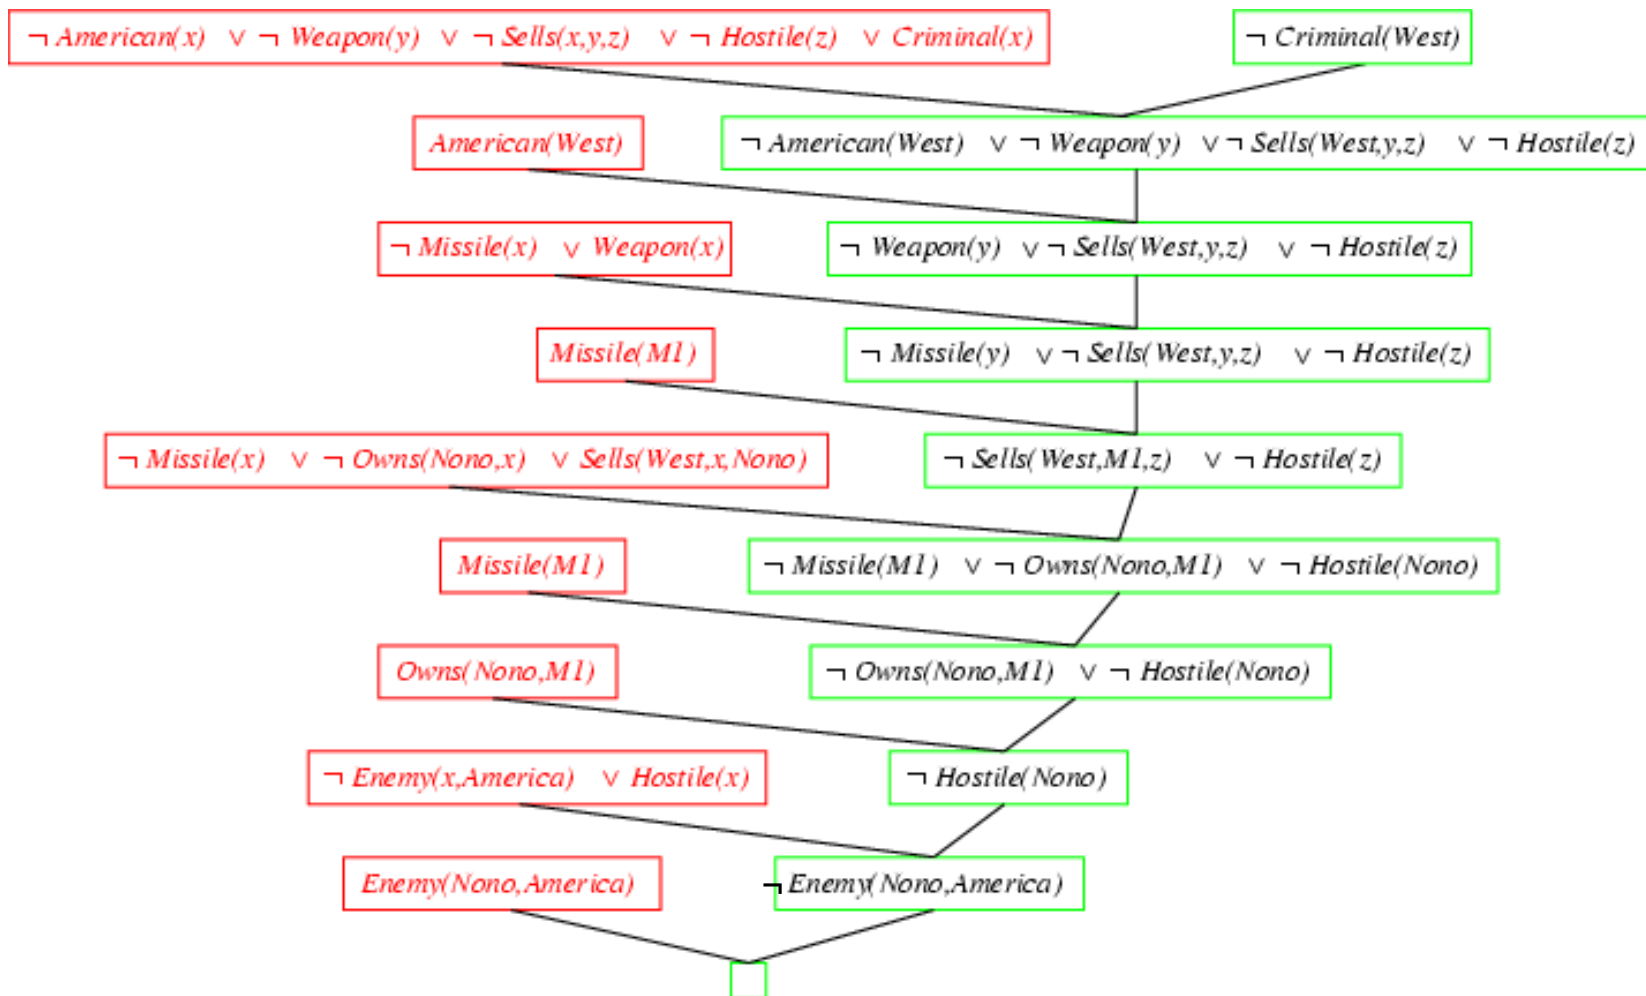 ¬ American(x) ∨ ¬ Weapon(y) ∨ ¬ Sells(x,y,z) ∨ ¬ Hostile(z) ∨ Criminal(x) ¬ Criminal(West)
American(West) ¬ American(West) ∨ ¬ Weapon(y) ∨ ¬ Sells(West,y,z) ∨ ¬ Hostile(z)
¬ Missile(x) ∨ Weapon(x) ¬ Weapon(y) ∨ ¬ Sells(West,y,z) ∨ ¬ Hostile(z)
Missile(M1) ¬ Missile(y) ∨ ¬ Sells(West,y,z) ∨ ¬ Hostile(z)
¬ Missile(x) ∨ ¬ Owns(Nono,x) ∨ Sells(West,x,Nono) ¬ Sells(West,M1,z) ∨ ¬ Hostile(z)
Missile(M1) ¬ Missile(M1) ∨ ¬ Owns(Nono,M1) ∨ ¬ Hostile(Nono)
Owns(Nono,M1) ¬ Owns(Nono,M1) ∨ ¬ Hostile(Nono)
¬ Enemy(x,America) ∨ Hostile(x) ¬ Hostile(Nono)
Enemy(Nono,America) ¬ Enemy(Nono,America)